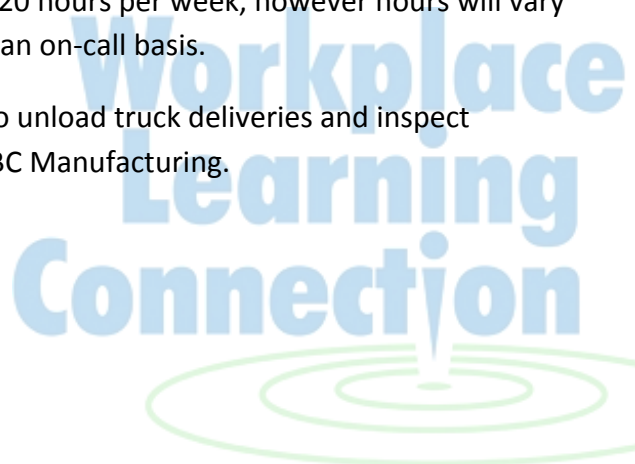 20 hours per week, however hours will vary
an on-call basis.
o unload truck deliveries and inspect
BC Manufacturing.
Workplace
Learning
Connection